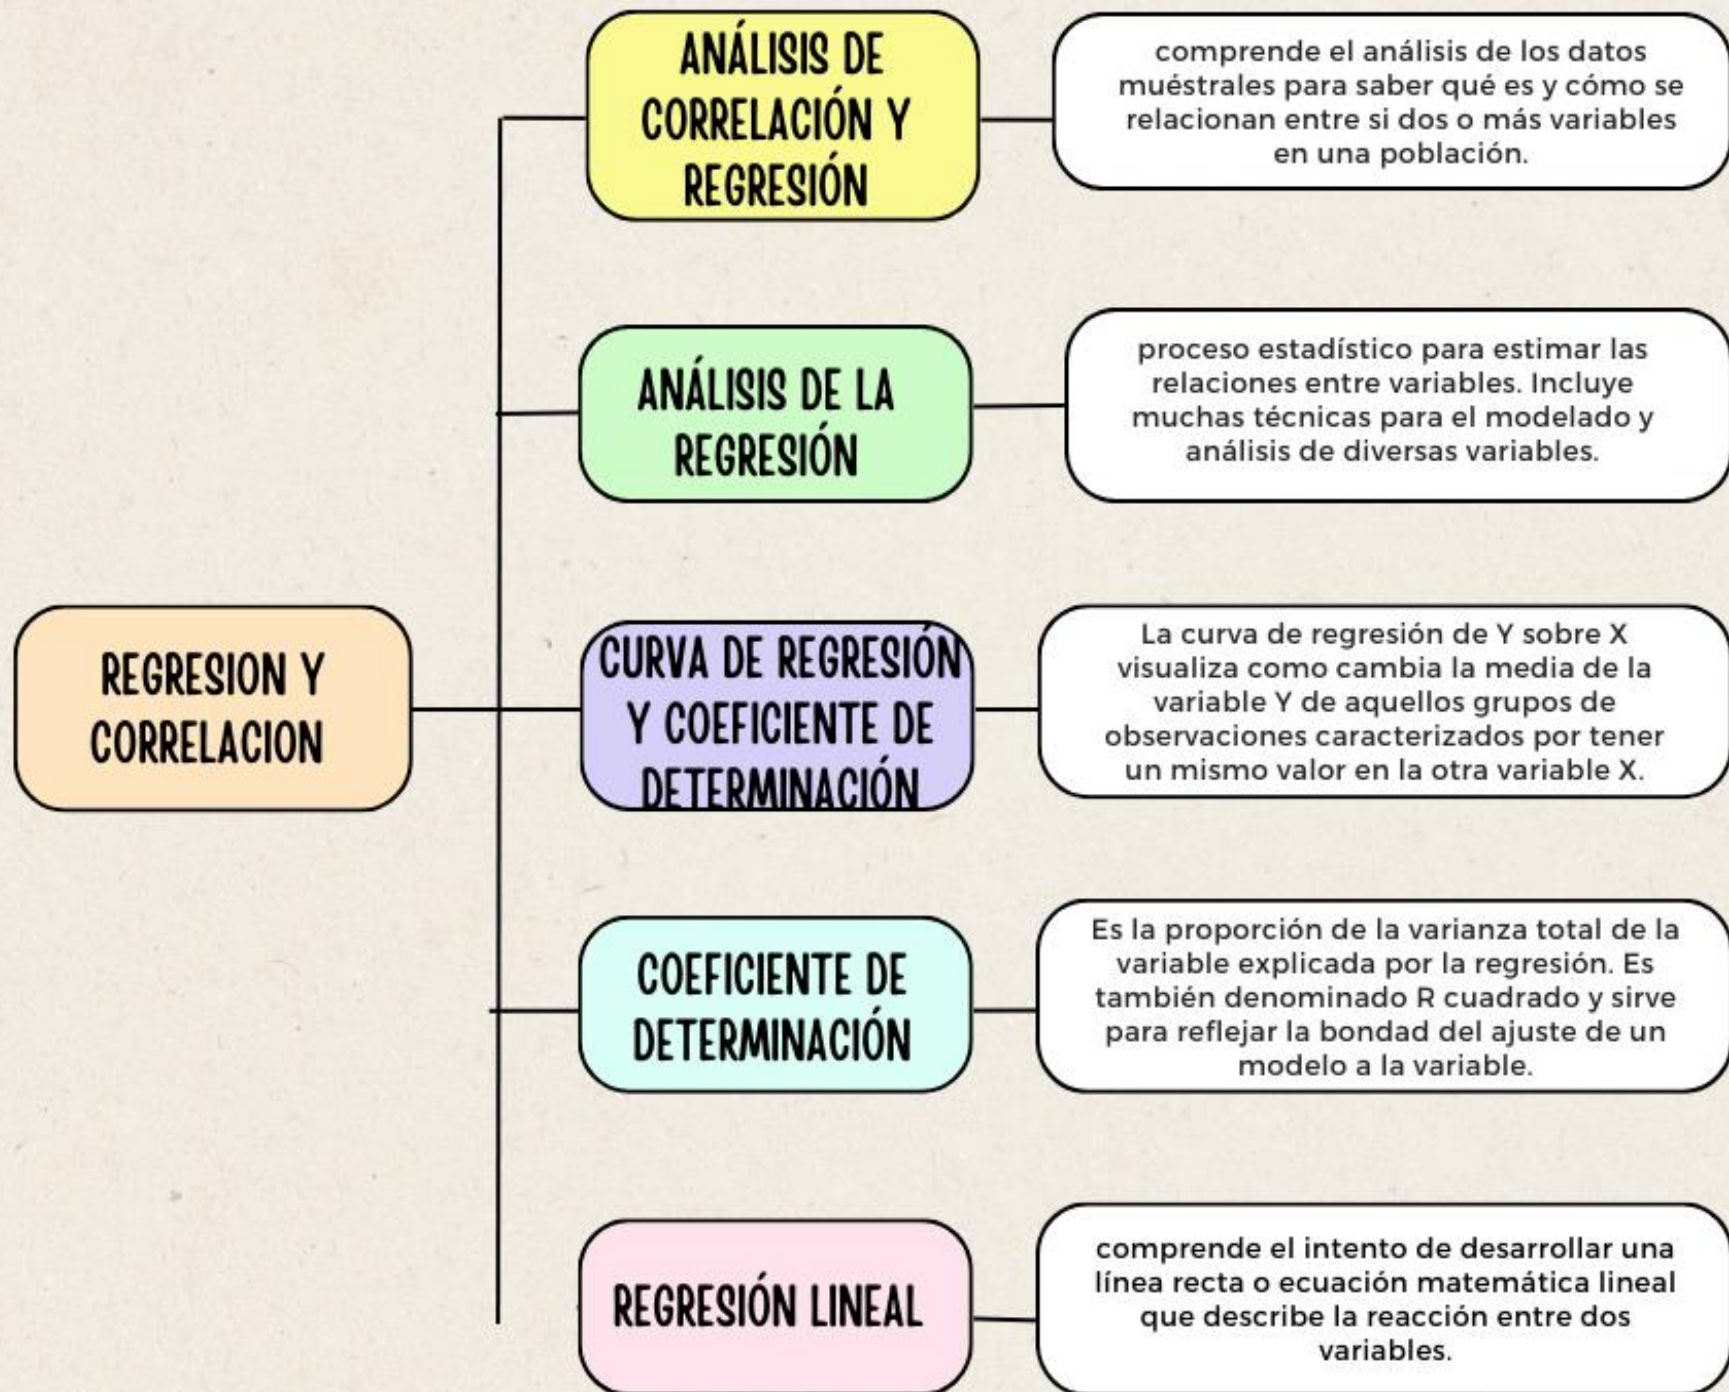 REGRESION Y
CORRELACION
ANÁLISIS DE
CORRELACIÓN Y
REGRESIÓN
comprende el análisis de los datos
muéstrales para saber qué es y cómo se
relacionan entre si dos o más variables
en una población.
ANÁLISIS DE LA
REGRESIÓN
proceso estadístico para estimar las
relaciones entre variables. Incluye
muchas técnicas para el modelado y
análisis de diversas variables.
CURVA DE REGRESIÓN
Y COEFICIENTE DE
DETERMINACIÓN
La curva de regresión de Y sobre X
visualiza como cambia la media de la
variable Y de aquellos grupos de
observaciones caracterizados por tener
un mismo valor en la otra variable X.
COEFICIENTE DE
DETERMINACIÓN
Es la proporción de la varianza total de la
variable explicada por la regresión. Es
también denominado R cuadrado y sirve
para reflejar la bondad del ajuste de un
modelo a la variable.
REGRESIÓN LINEAL
comprende el intento de desarrollar una
línea recta o ecuación matemática lineal
que describe la reacción entre dos
variables.